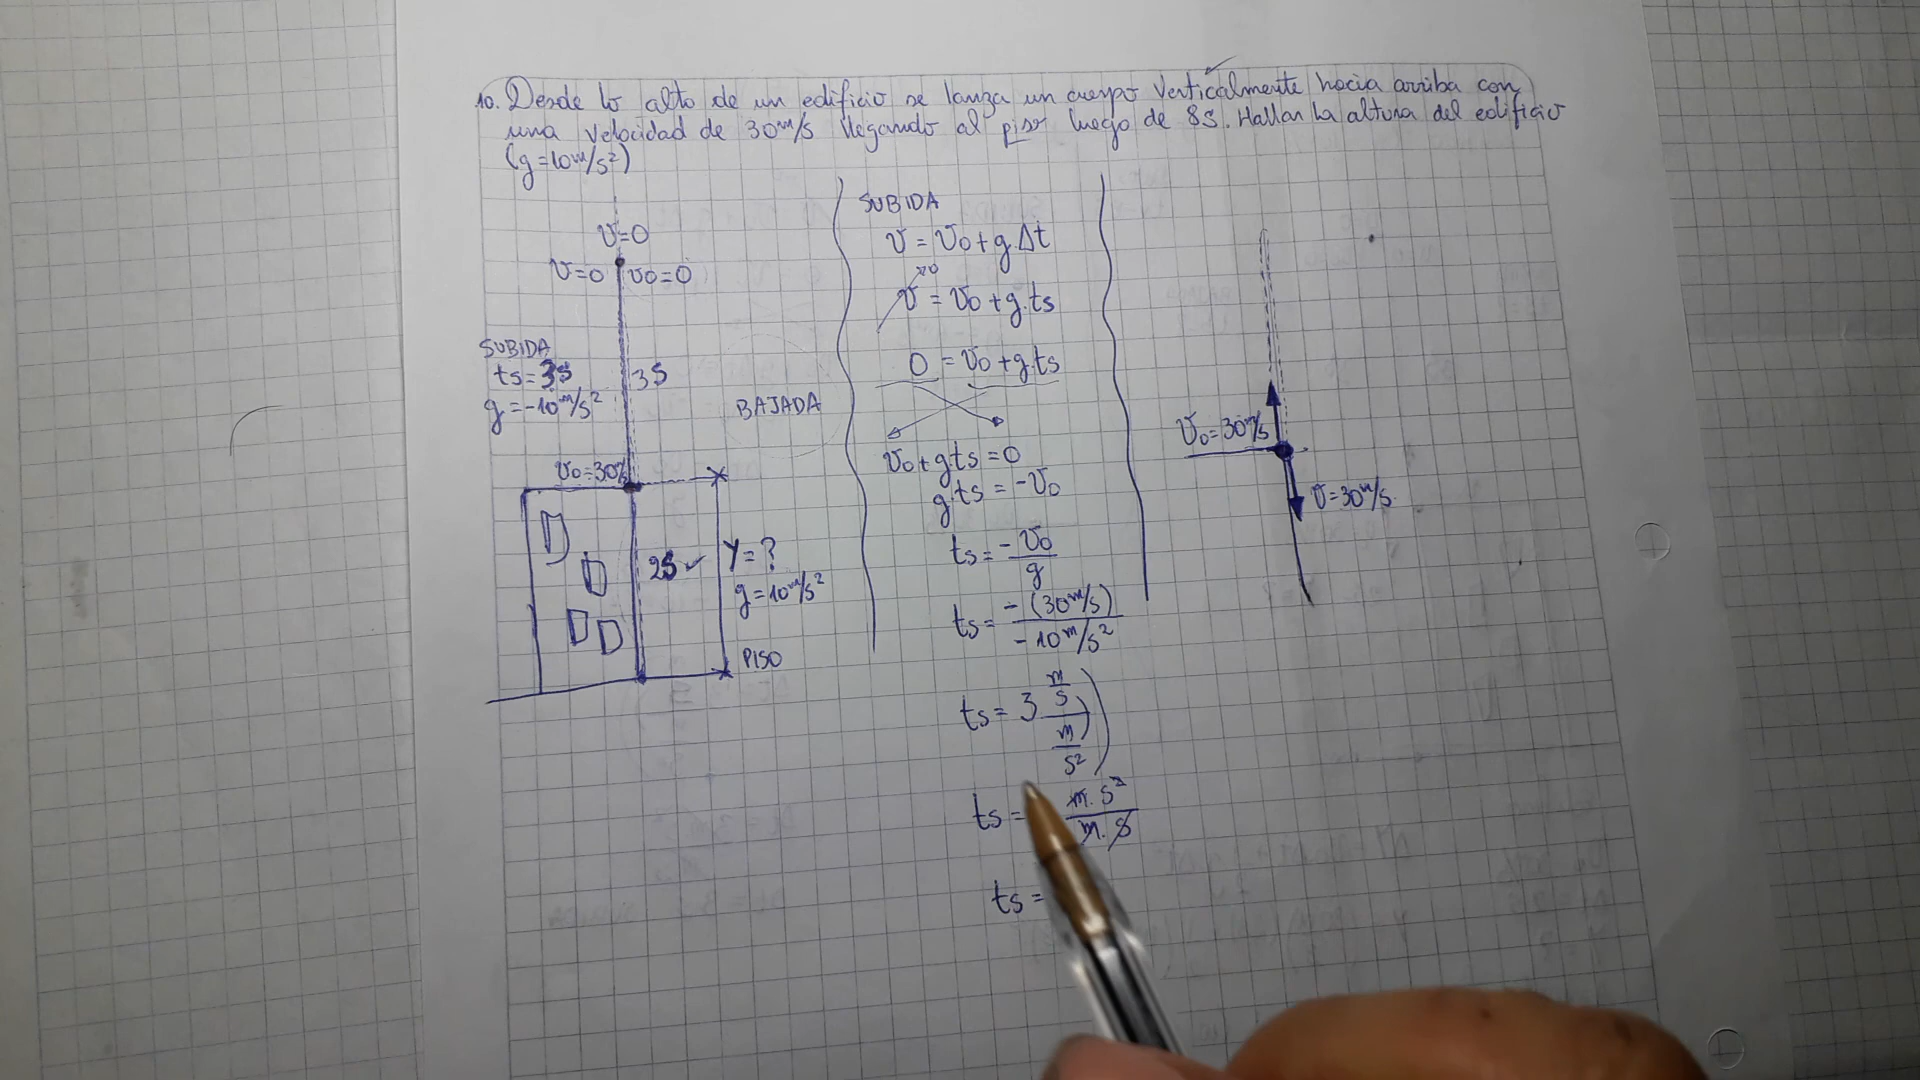 10. Desde lo alto de un edificio se lanza un cuerpo verticalmente hacia arriba con
una velocidad de 30m/s llegando al piso luego de 8s. Hallar la altura del edificio
(g=10m/s²)
V=0
V=0
V0=0
SUBIDA
ts=3s
g=-10m/s²
3s
BAJADA
V0=30m/s
2s
Y=?
g=10m/s²
PISO
SUBIDA
V=V0+g.Δt
V=V0+g.ts
0=V0+g.ts
V0+g.ts=0
g.ts=-V0
ts=-V0/g
ts=-(30m/s)/-10m/s²
ts=3 m/s / m/s²
ts= m.s²/m.s
ts=
V0=30m/s
V=30m/s